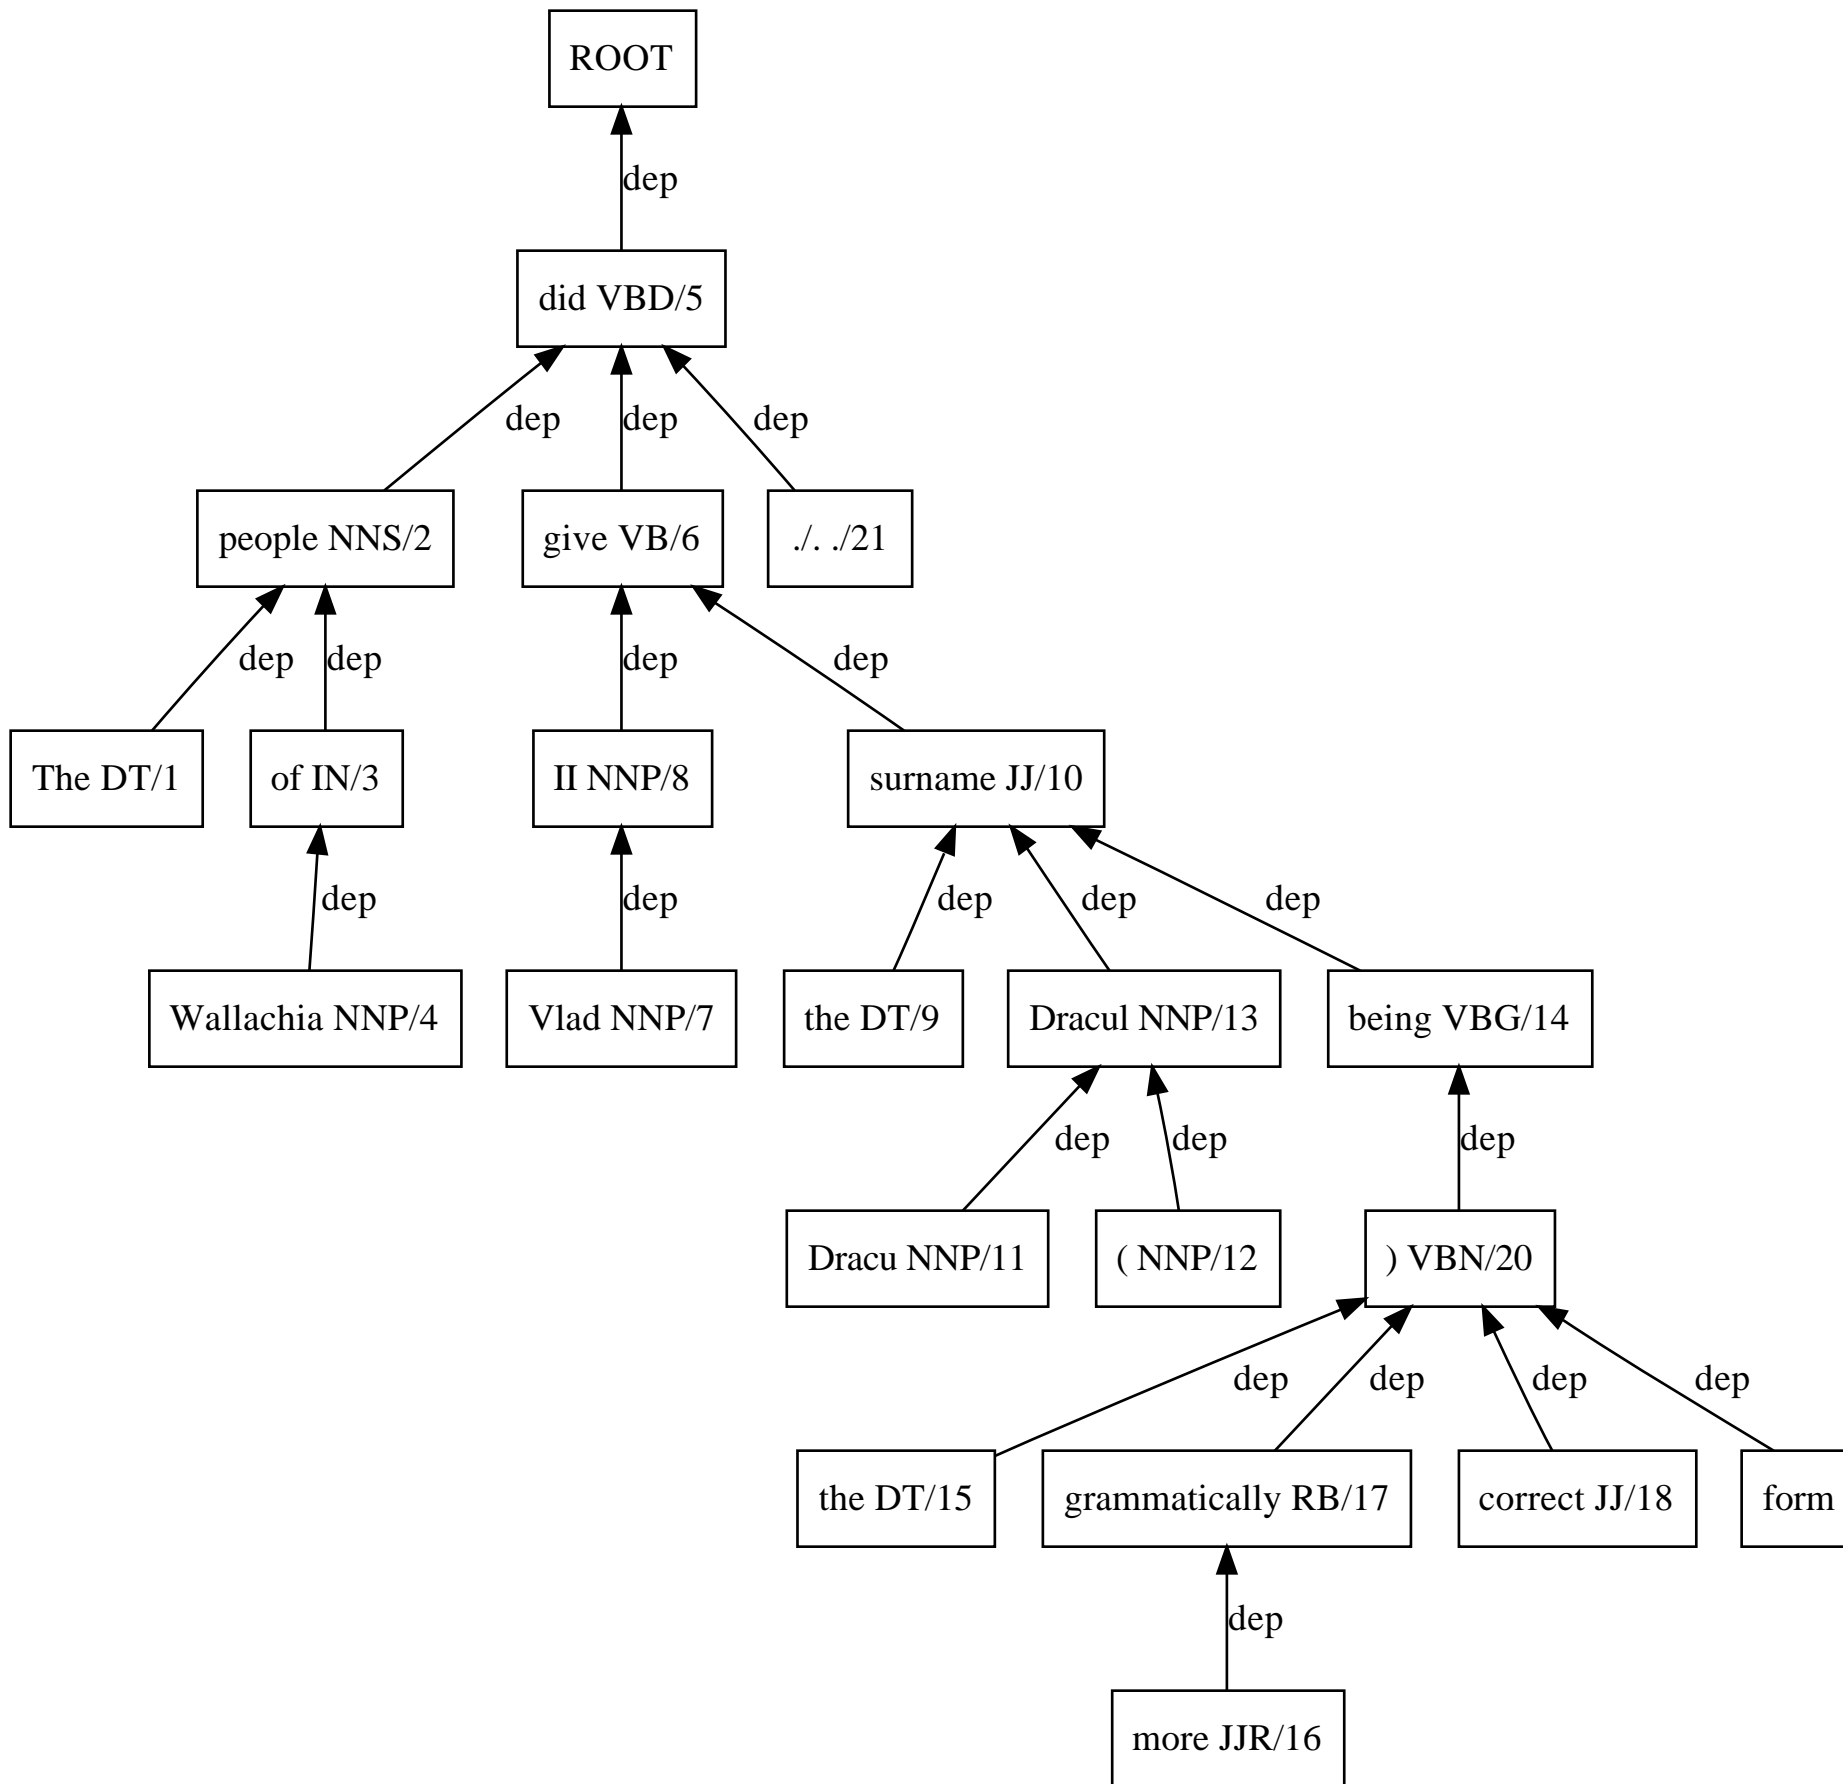 ROOT
dep
did VBD/5
dep dep dep
people NNS/2 give VB/6 ./. ./21
dep dep dep dep
The DT/1 of IN/3 II NNP/8 surname JJ/10
dep dep dep dep dep
Wallachia NNP/4 Vlad NNP/7 the DT/9 Dracul NNP/13 being VBG/14
dep dep dep
Dracu NNP/11 ( NNP/12 ) VBN/20
dep dep dep dep
the DT/15 grammatically RB/17 correct JJ/18 form
dep
more JJR/16